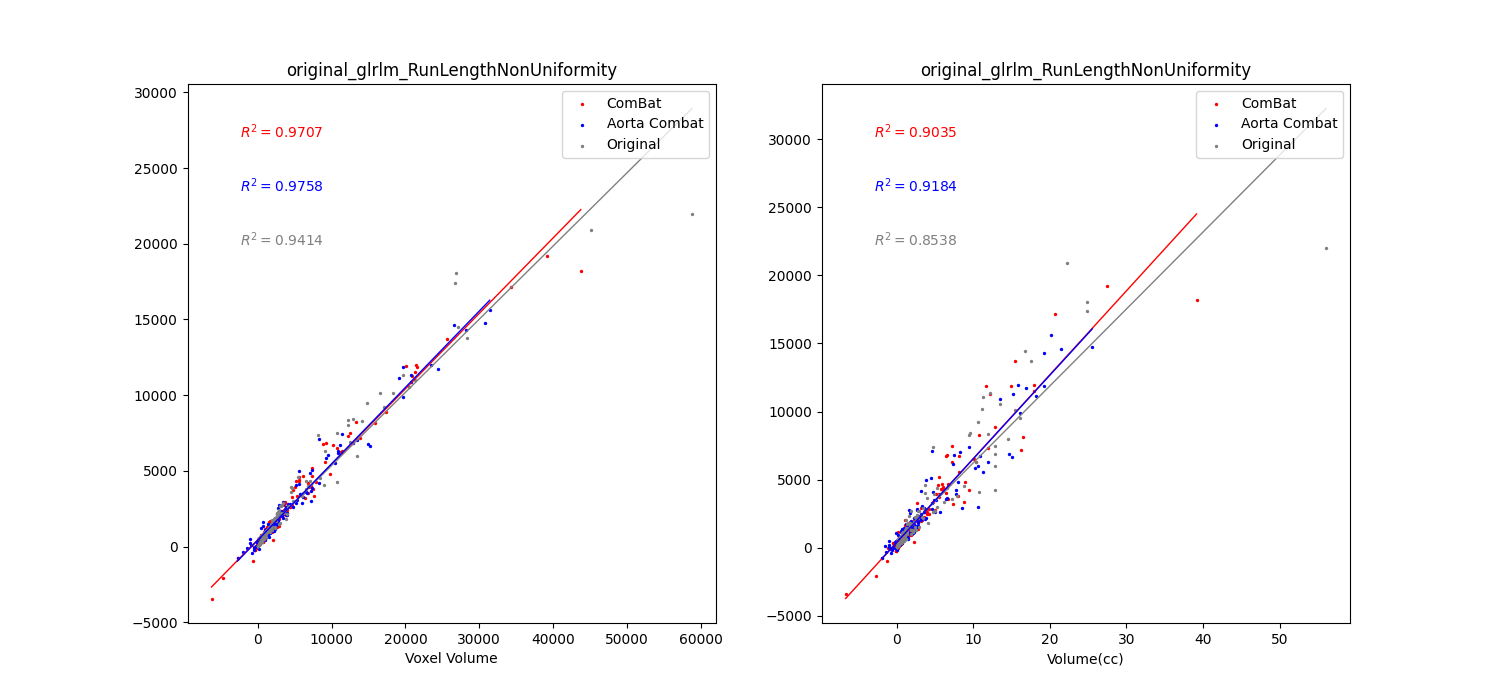 original_glrlm_RunLengthNonUniformity
30000
25000
20000
15000
10000
5000
0
−5000
R² = 0.9707
R² = 0.9758
R² = 0.9414
ComBat
Aorta Combat
Original
0 10000 20000 30000 40000 50000 60000
Voxel Volume
original_glrlm_RunLengthNonUniformity
30000
25000
20000
15000
10000
5000
0
−5000
R² = 0.9035
R² = 0.9184
R² = 0.8538
ComBat
Aorta Combat
Original
0 10 20 30 40 50
Volume(cc)